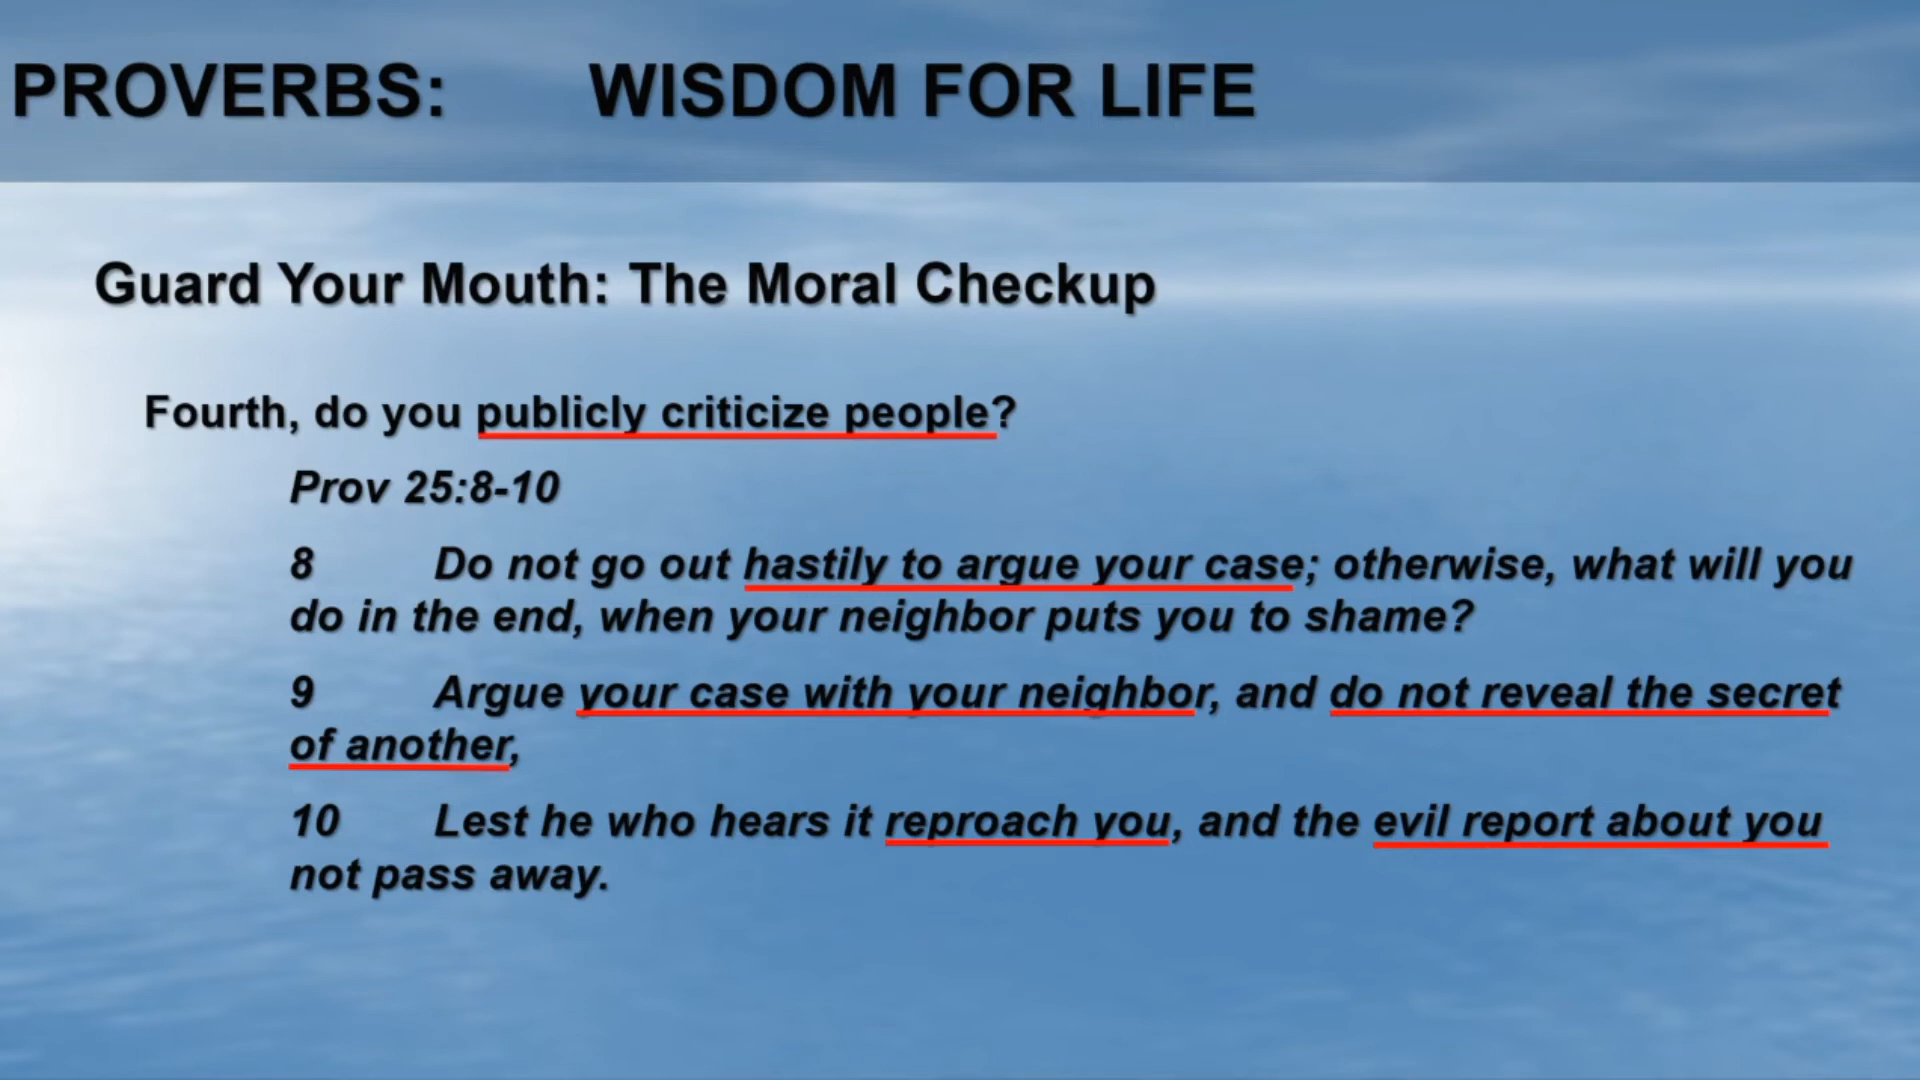 PROVERBS: WISDOM FOR LIFE
Guard Your Mouth: The Moral Checkup
Fourth, do you publicly criticize people?
Prov 25:8-10
8 Do not go out hastily to argue your case; otherwise, what will you
do in the end, when your neighbor puts you to shame?
9 Argue your case with your neighbor, and do not reveal the secret
of another,
10 Lest he who hears it reproach you, and the evil report about you
not pass away.